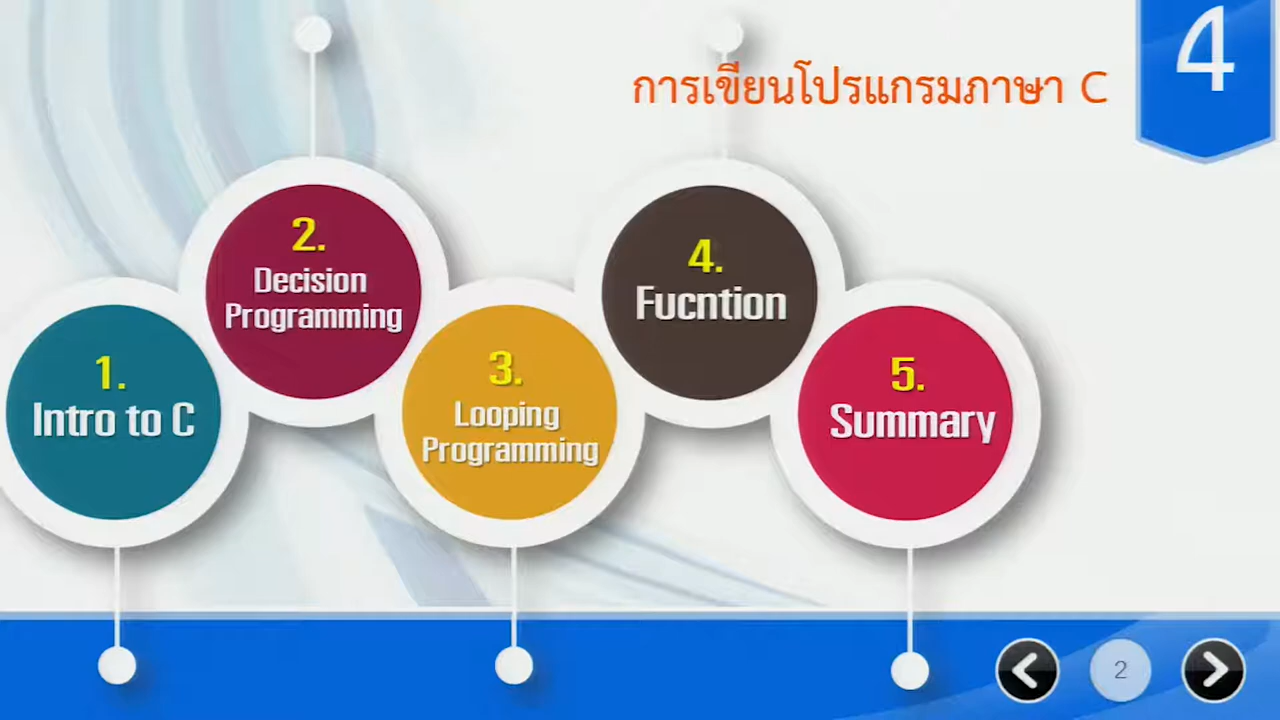 4
การเขียนโปรแกรมภาษา C
1.
Intro to C
2.
Decision
Programming
3.
Looping
Programming
4.
Fucntion
5.
Summary
2